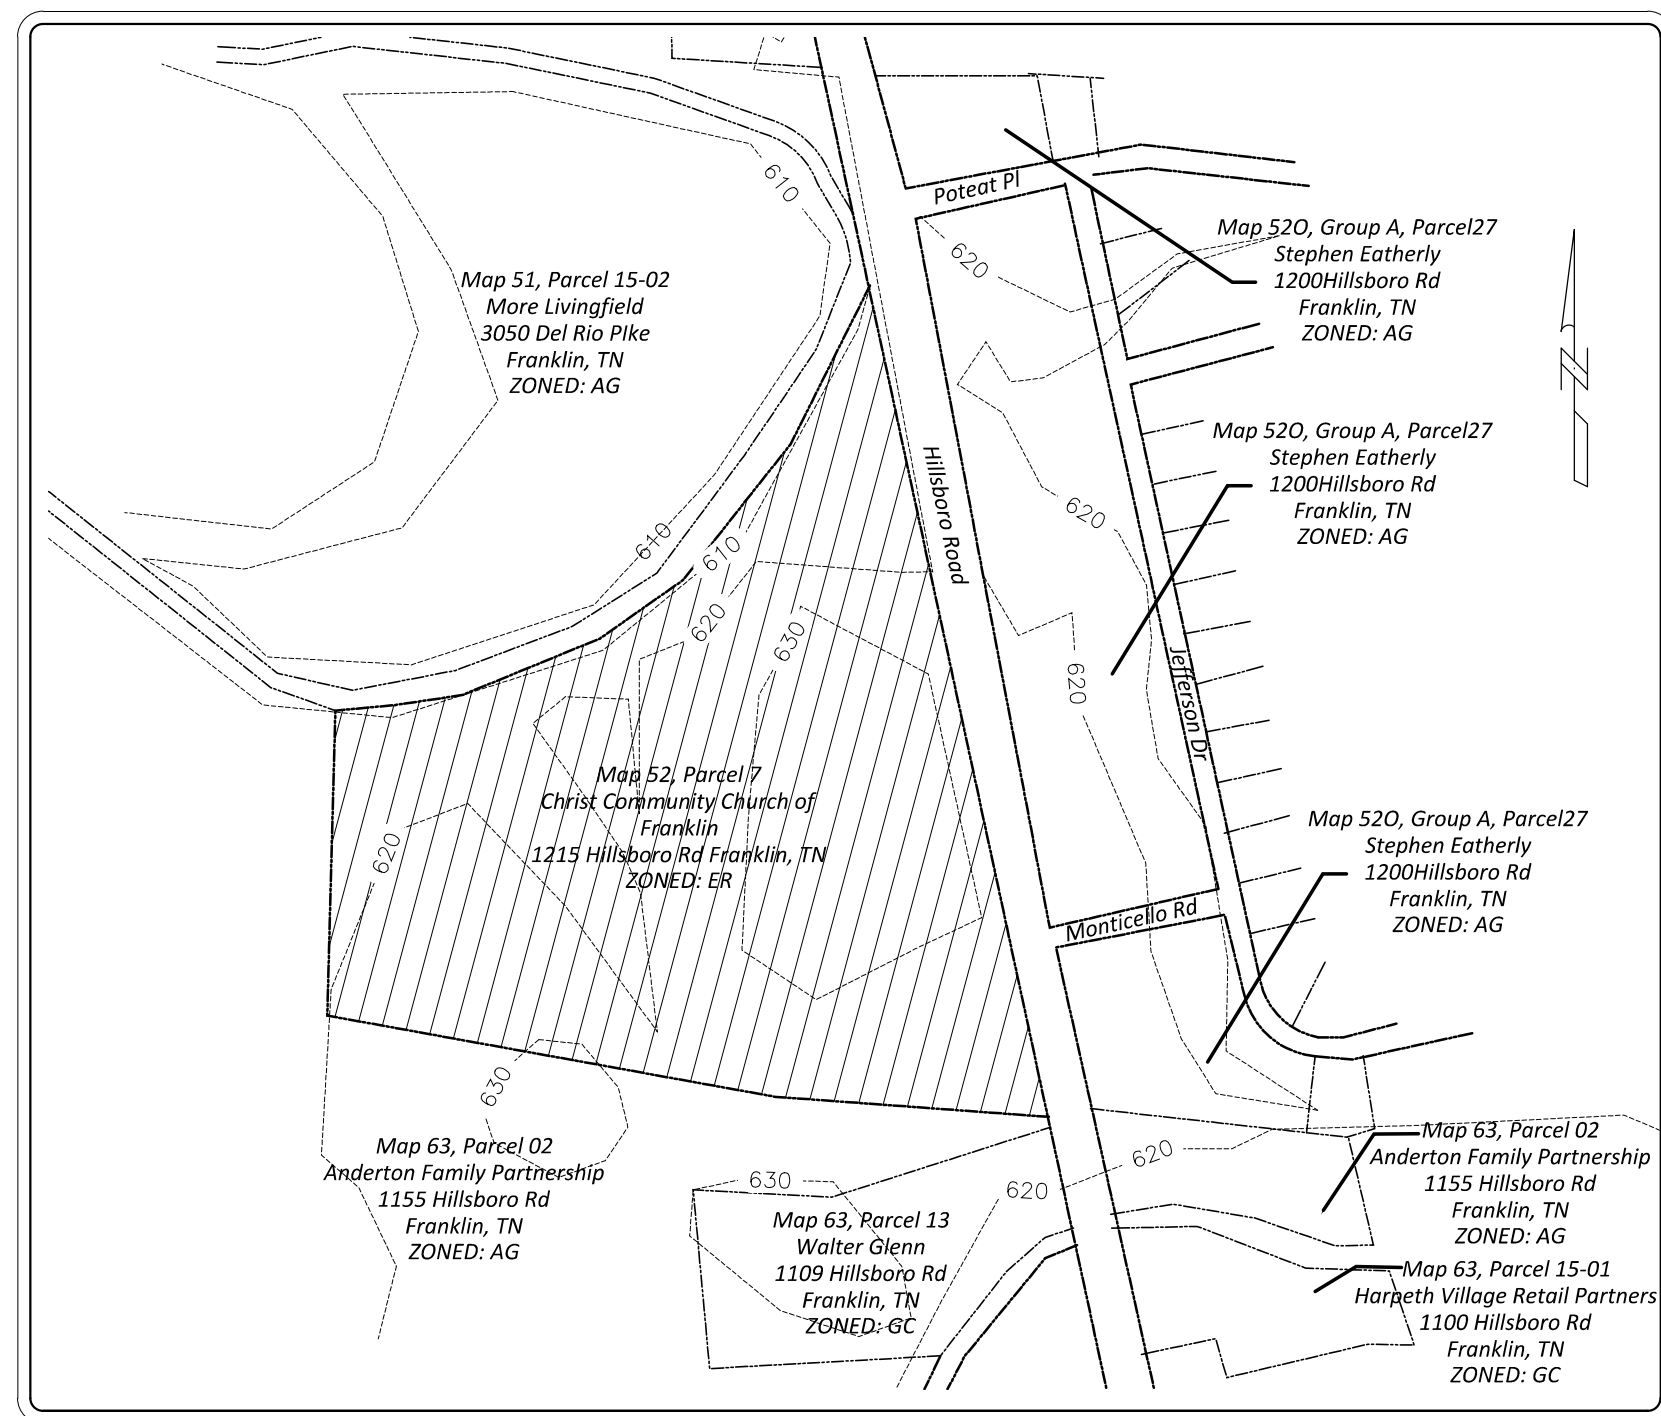 Poteat Pl
610
620
Map 52O, Group A, Parcel27
Stephen Eatherly
1200Hillsboro Rd
Franklin, TN
ZONED: AG
Map 51, Parcel 15-02
More Livingfield
3050 Del Rio PIke
Franklin, TN
ZONED: AG
N
Map 52O, Group A, Parcel27
Stephen Eatherly
1200Hillsboro Rd
Franklin, TN
ZONED: AG
Hillsboro Road
620
610
610
620
630
620
Jefferson Dr
Map 52, Parcel 7
Christ Community Church of
Franklin
1215 Hillsboro Rd Franklin, TN
ZONED: ER
620
Map 52O, Group A, Parcel27
Stephen Eatherly
1200Hillsboro Rd
Franklin, TN
ZONED: AG
Monticello Rd
630
Map 63, Parcel 02
Anderton Family Partnership
1155 Hillsboro Rd
Franklin, TN
ZONED: AG
620
630
620
Map 63, Parcel 02
Anderton Family Partnership
1155 Hillsboro Rd
Franklin, TN
ZONED: AG
Map 63, Parcel 13
Walter Glenn
1109 Hillsboro Rd
Franklin, TN
ZONED: GC
Map 63, Parcel 15-01
Harpeth Village Retail Partners
1100 Hillsboro Rd
Franklin, TN
ZONED: GC